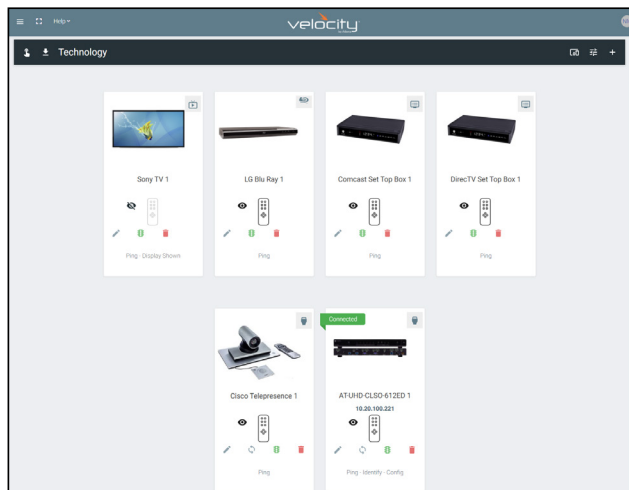 Help
velocity
Technology
Sony TV 1
Ping - Display Shown
LG Blu Ray 1
Ping
Comcast Set Top Box 1
Ping
DirecTV Set Top Box 1
Ping
Cisco Telepresence 1
Ping
Connected
AT-UHD-CLSO-612ED 1
10.20.100.221
Ping - Identity - Config